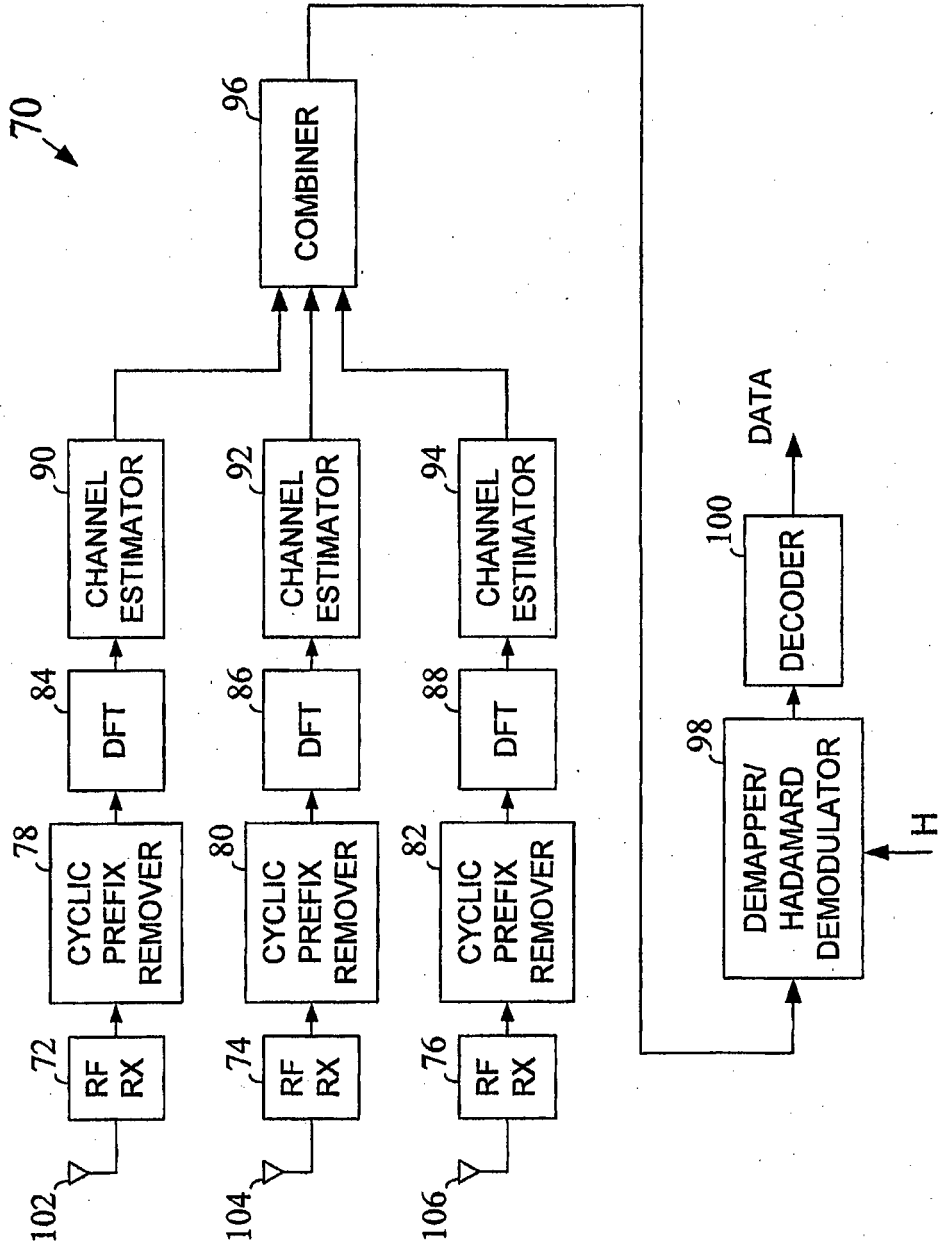 70
102
72
RF
RX
78
CYCLIC
PREFIX
REMOVER
84
DFT
90
CHANNEL
ESTIMATOR
104
74
RF
RX
80
CYCLIC
PREFIX
REMOVER
86
DFT
92
CHANNEL
ESTIMATOR
96
COMBINER
106
76
RF
RX
82
CYCLIC
PREFIX
REMOVER
88
DFT
94
CHANNEL
ESTIMATOR
98
DEMAPPER/
HADAMARD
DEMODULATOR
H
100
DECODER
DATA